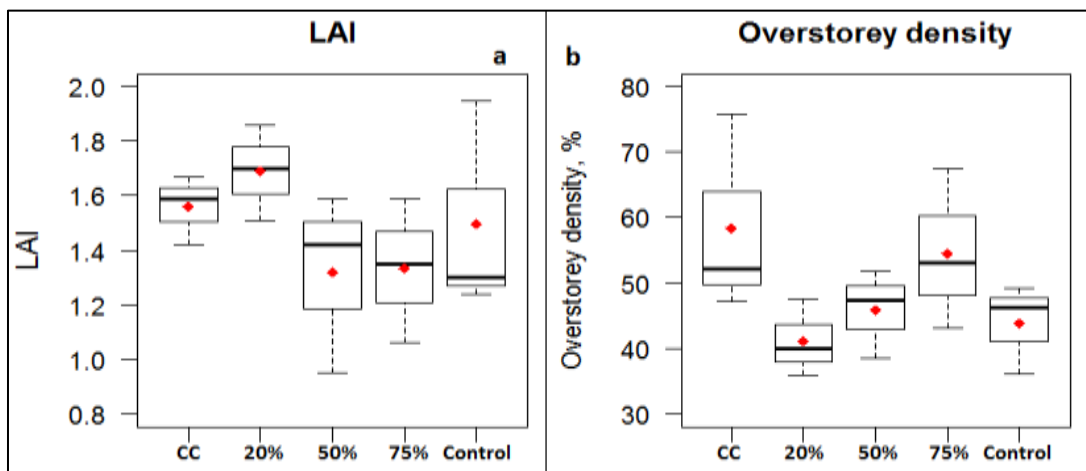 LAI
a
LAI
2.0
1.8
1.6
1.4
1.2
1.0
0.8
CC 20% 50% 75% Control
Overstorey density
b
Overstorey density, %
80
70
60
50
40
30
CC 20% 50% 75% Control